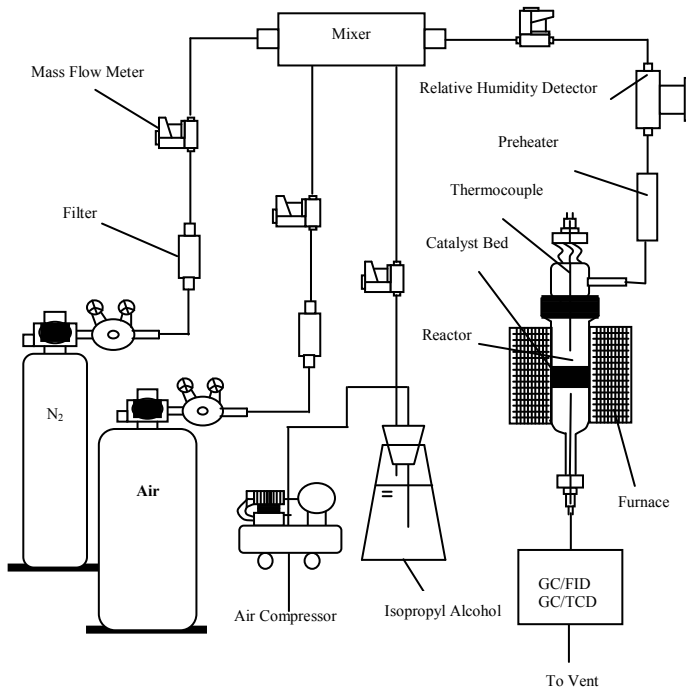 Mixer
Mass Flow Meter
Relative Humidity Detector
Preheater
Thermocouple
Filter
Catalyst Bed
Reactor
N2
Air
Furnace
GC/FID
GC/TCD
Isopropyl Alcohol
Air Compressor
To Vent